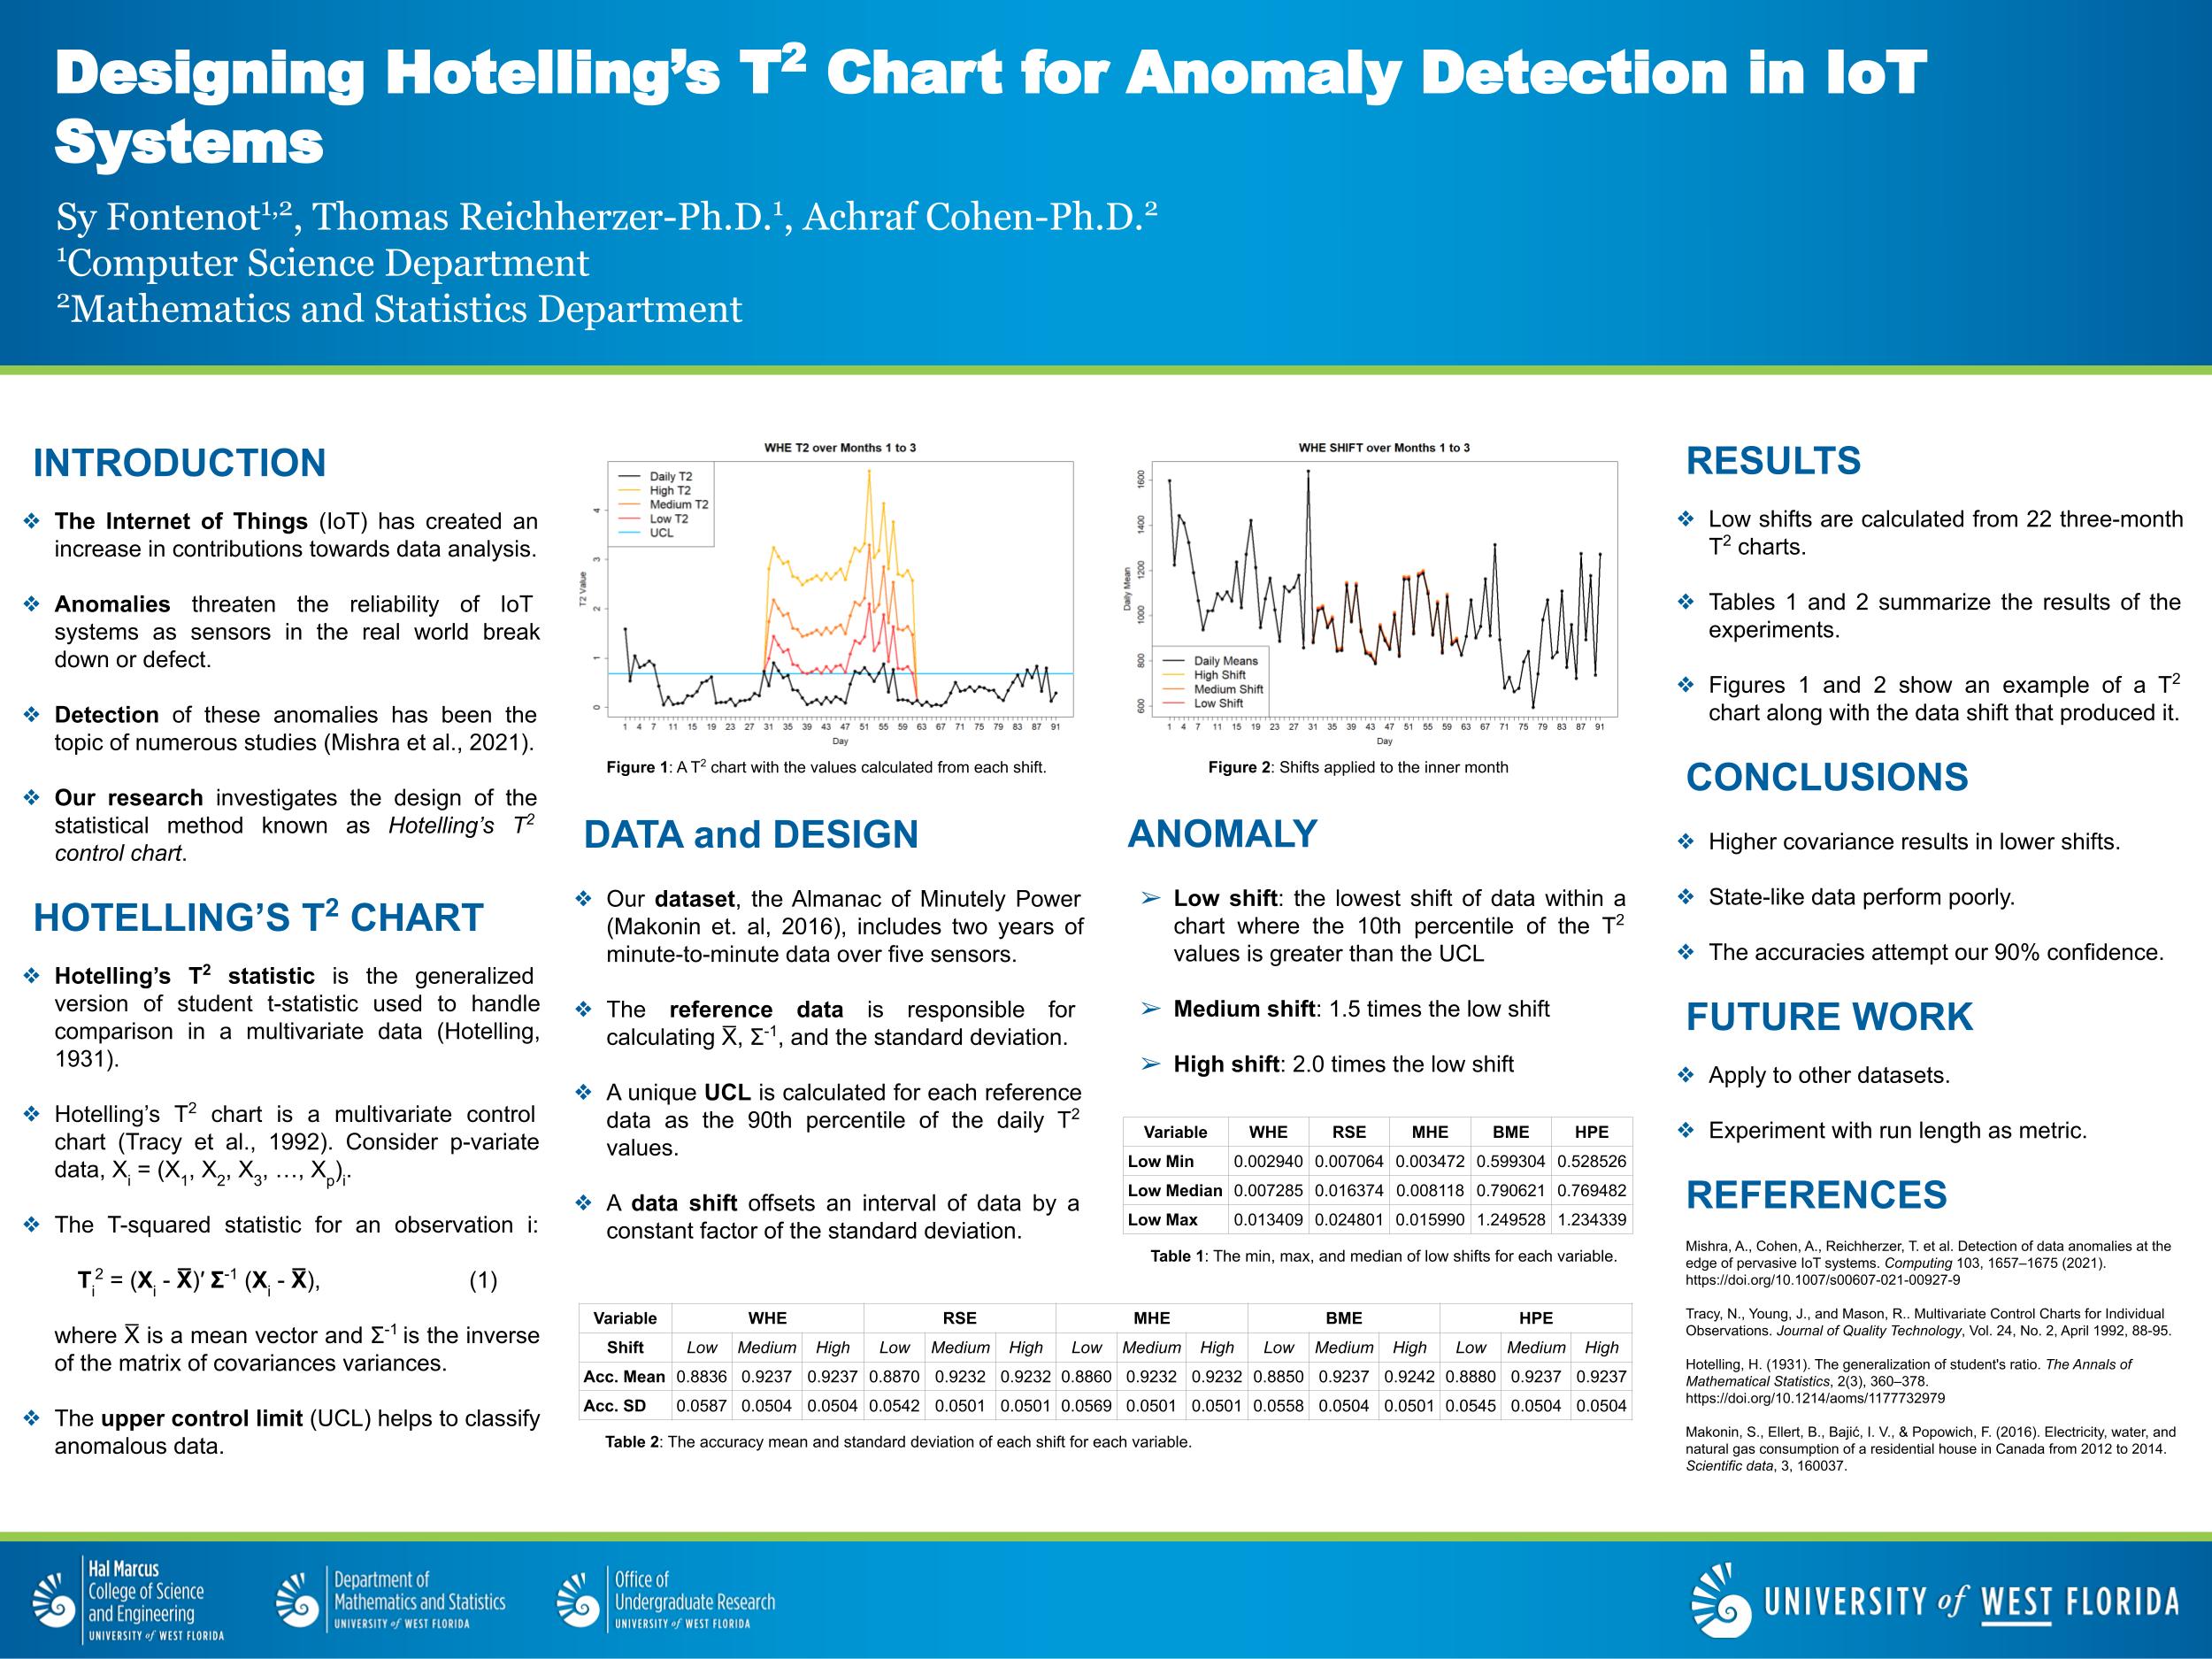 Designing Hotelling’s T² Chart for Anomaly Detection in IoT
Systems
Sy Fontenot¹,², Thomas Reichherzer-Ph.D.¹, Achraf Cohen-Ph.D.²
¹Computer Science Department
²Mathematics and Statistics Department
INTRODUCTION
❖ The Internet of Things (IoT) has created an
increase in contributions towards data analysis.
❖ Anomalies threaten the reliability of IoT
systems as sensors in the real world break
down or defect.
❖ Detection of these anomalies has been the
topic of numerous studies (Mishra et al., 2021).
❖ Our research investigates the design of the
statistical method known as Hotelling’s T²
control chart.
HOTELLING’S T² CHART
❖ Hotelling’s T² statistic is the generalized
version of student t-statistic used to handle
comparison in a multivariate data (Hotelling,
1931).
❖ Hotelling’s T² chart is a multivariate control
chart (Tracy et al., 1992). Consider p-variate
data, Xᵢ = (X₁, X₂, X₃, …, Xₚ)ᵢ.
❖ The T-squared statistic for an observation i:
Tᵢ² = (Xᵢ - X̅)′ Σ⁻¹ (Xᵢ - X̅), (1)
where X̅ is a mean vector and Σ⁻¹ is the inverse
of the matrix of covariances variances.
❖ The upper control limit (UCL) helps to classify
anomalous data.
WHE T2 over Months 1 to 3
Daily T2
High T2
Medium T2
Low T2
UCL
T2 Value
0 1 2 3 4
1 4 7 11 15 19 23 27 31 35 39 43 47 51 55 59 63 67 71 75 79 83 87 91
Day
Figure 1: A T² chart with the values calculated from each shift.
WHE SHIFT over Months 1 to 3
Daily Mean
600 800 1000 1200 1400 1600
Daily Means
High Shift
Medium Shift
Low Shift
1 4 7 11 15 19 23 27 31 35 39 43 47 51 55 59 63 67 71 75 79 83 87 91
Day
Figure 2: Shifts applied to the inner month
DATA and DESIGN
❖ Our dataset, the Almanac of Minutely Power
(Makonin et. al, 2016), includes two years of
minute-to-minute data over five sensors.
❖ The reference data is responsible for
calculating X̅, Σ⁻¹, and the standard deviation.
❖ A unique UCL is calculated for each reference
data as the 90th percentile of the daily T²
values.
❖ A data shift offsets an interval of data by a
constant factor of the standard deviation.
ANOMALY
➢ Low shift: the lowest shift of data within a
chart where the 10th percentile of the T²
values is greater than the UCL
➢ Medium shift: 1.5 times the low shift
➢ High shift: 2.0 times the low shift
Variable WHE RSE MHE BME HPE
Low Min 0.002940 0.007064 0.003472 0.599304 0.528526
Low Median 0.007285 0.016374 0.008118 0.790621 0.769482
Low Max 0.013409 0.024801 0.015990 1.249528 1.234339
Table 1: The min, max, and median of low shifts for each variable.
Variable WHE RSE MHE BME HPE
Shift Low Medium High Low Medium High Low Medium High Low Medium High Low Medium High
Acc. Mean 0.8836 0.9237 0.9237 0.8870 0.9232 0.9232 0.8860 0.9232 0.9232 0.8850 0.9237 0.9242 0.8880 0.9237 0.9237
Acc. SD 0.0587 0.0504 0.0504 0.0542 0.0501 0.0501 0.0569 0.0501 0.0501 0.0558 0.0504 0.0501 0.0545 0.0504 0.0504
Table 2: The accuracy mean and standard deviation of each shift for each variable.
RESULTS
❖ Low shifts are calculated from 22 three-month
T² charts.
❖ Tables 1 and 2 summarize the results of the
experiments.
❖ Figures 1 and 2 show an example of a T²
chart along with the data shift that produced it.
CONCLUSIONS
❖ Higher covariance results in lower shifts.
❖ State-like data perform poorly.
❖ The accuracies attempt our 90% confidence.
FUTURE WORK
❖ Apply to other datasets.
❖ Experiment with run length as metric.
REFERENCES
Mishra, A., Cohen, A., Reichherzer, T. et al. Detection of data anomalies at the
edge of pervasive IoT systems. Computing 103, 1657–1675 (2021).
https://doi.org/10.1007/s00607-021-00927-9
Tracy, N., Young, J., and Mason, R.. Multivariate Control Charts for Individual
Observations. Journal of Quality Technology, Vol. 24, No. 2, April 1992, 88-95.
Hotelling, H. (1931). The generalization of student's ratio. The Annals of
Mathematical Statistics, 2(3), 360–378.
https://doi.org/10.1214/aoms/1177732979
Makonin, S., Ellert, B., Bajić, I. V., & Popowich, F. (2016). Electricity, water, and
natural gas consumption of a residential house in Canada from 2012 to 2014.
Scientific data, 3, 160037.
Hal Marcus
College of Science
and Engineering
UNIVERSITY of WEST FLORIDA
Department of
Mathematics and Statistics
UNIVERSITY of WEST FLORIDA
Office of
Undergraduate Research
UNIVERSITY of WEST FLORIDA
UNIVERSITY of WEST FLORIDA